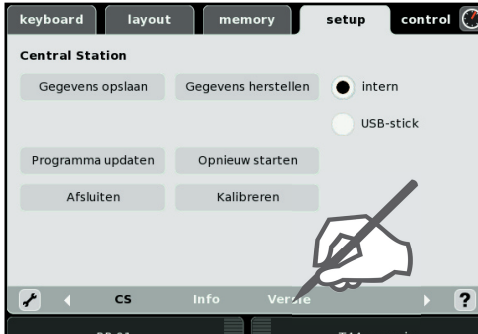 keyboard layout memory setup control
Central Station
Gegevens opslaan Gegevens herstellen intern
USB-stick
Programma updaten Opnieuw starten
Afsluiten Kalibreren
CS Info Versie ?